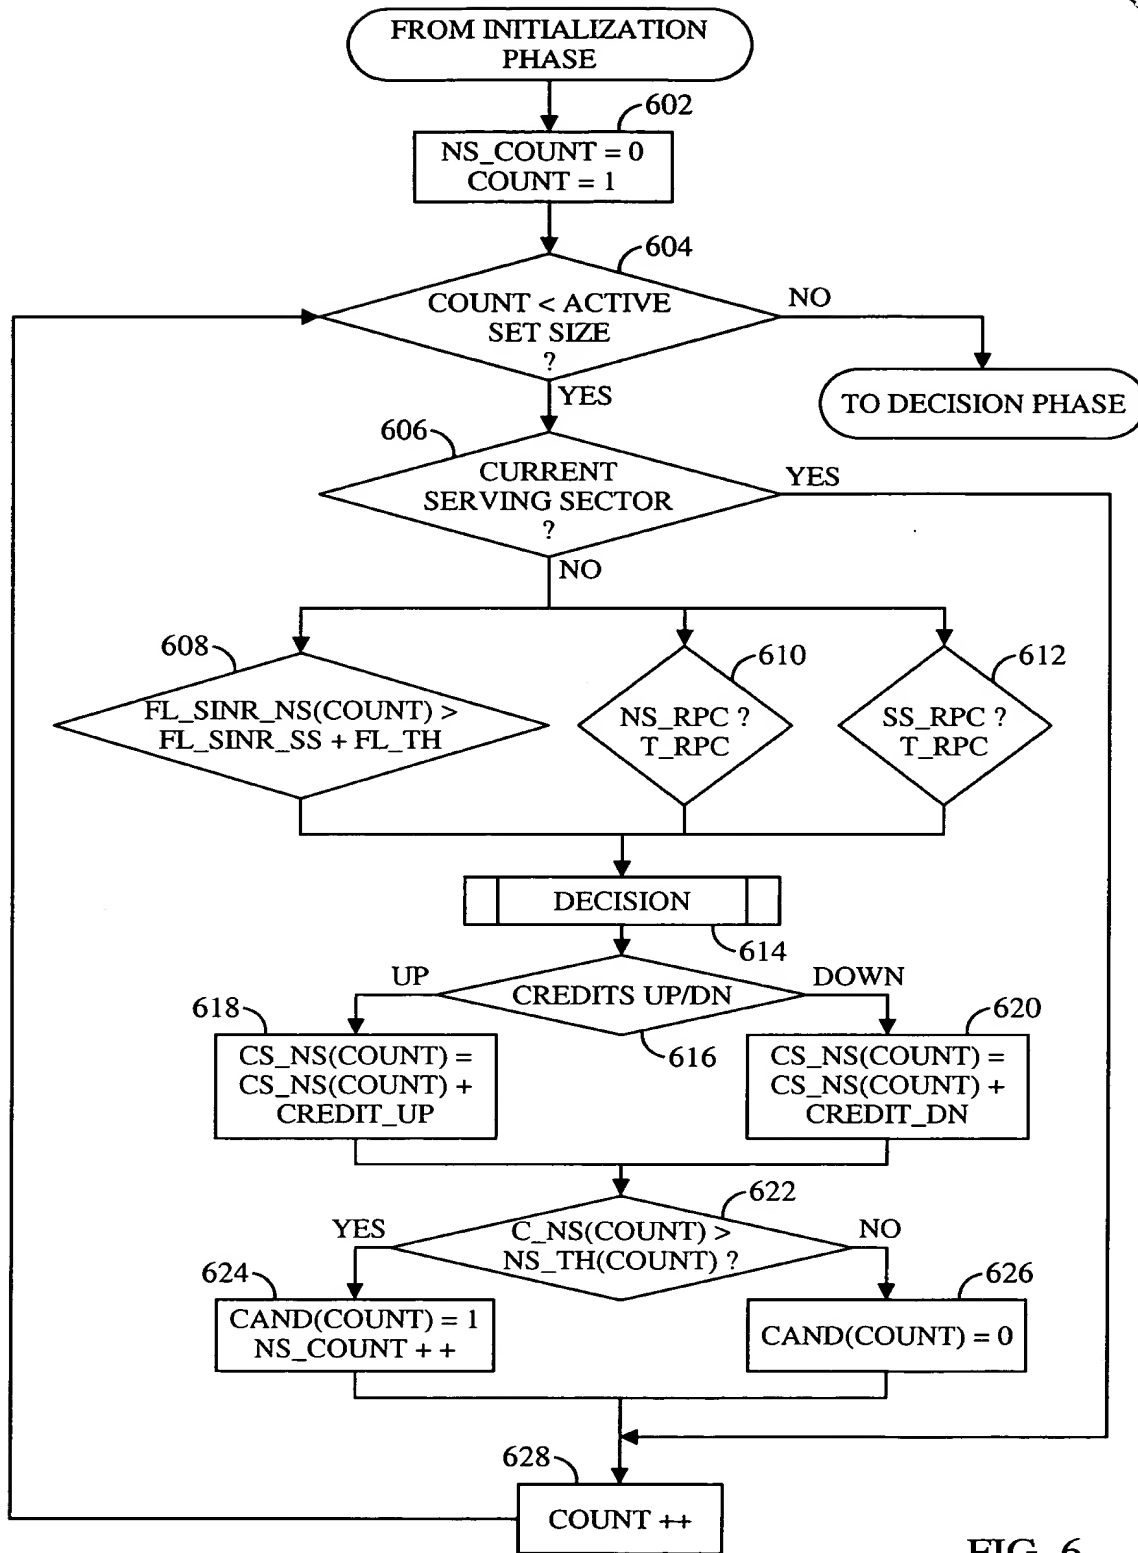 FROM INITIALIZATION
PHASE
602
NS_COUNT = 0
COUNT = 1
604
COUNT < ACTIVE
SET SIZE
?
NO
YES
TO DECISION PHASE
606
CURRENT
SERVING SECTOR
?
YES
NO
608
FL_SINR_NS(COUNT) >
FL_SINR_SS + FL_TH
610
NS_RPC ?
T_RPC
612
SS_RPC ?
T_RPC
DECISION
614
UP
CREDITS UP/DN
DOWN
616
618
CS_NS(COUNT) =
CS_NS(COUNT) +
CREDIT_UP
620
CS_NS(COUNT) =
CS_NS(COUNT) +
CREDIT_DN
622
YES
C_NS(COUNT) >
NS_TH(COUNT) ?
NO
624
CAND(COUNT) = 1
NS_COUNT + +
626
CAND(COUNT) = 0
628
COUNT ++
FIG. 6